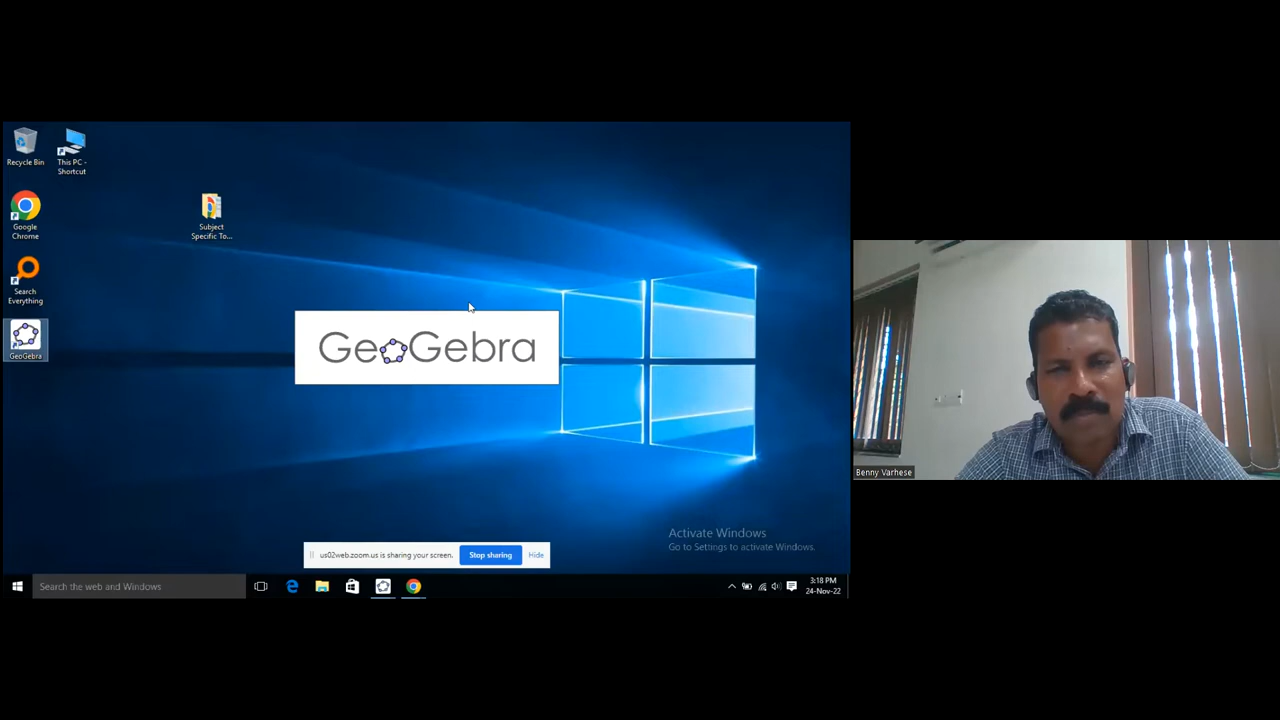 Recycle Bin
This PC -
Shortcut
Google
Chrome
Subject
Specific To...
Search
Everything
GeoGebra
GeoGebra
Benny Varhese
Activate Windows
Go to Settings to activate Windows.
us02web.zoom.us is sharing your screen.
Stop sharing
Hide
Search the web and Windows
3:18 PM
24-Nov-22